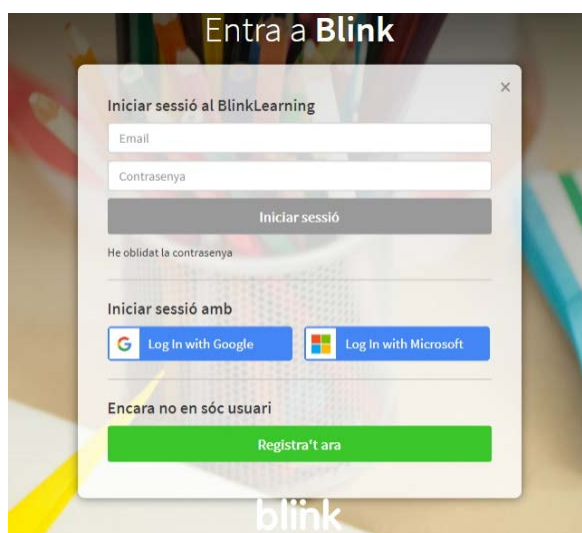 Entra a Blink
×
Iniciar sessió al BlinkLearning
Email
Contrasenya
Iniciar sessió
He oblidat la contrasenya
Iniciar sessió amb
Log In with Google
Log In with Microsoft
Encara no en sóc usuari
Registra't ara
blink